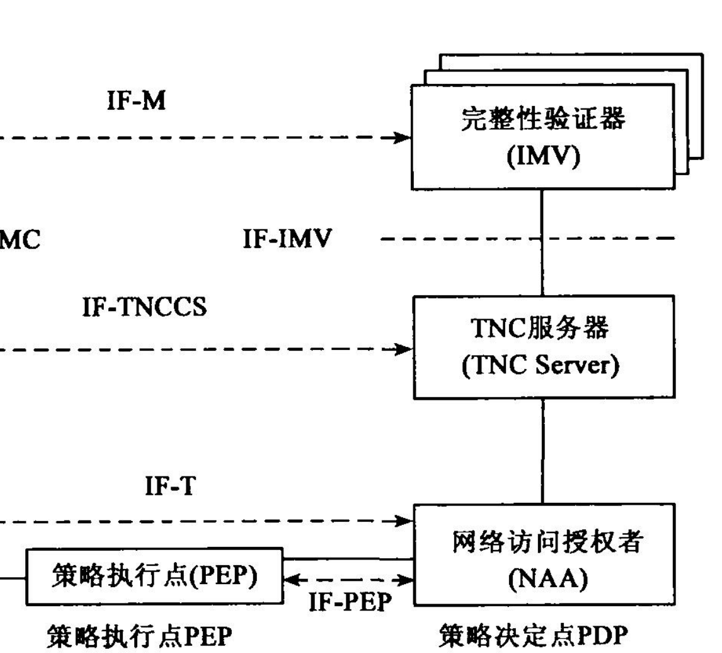 IF-M
完整性验证器
(IMV)
MC
IF-IMV
IF-TNCCS
TNC服务器
(TNC Server)
IF-T
网络访问授权者
(NAA)
策略执行点(PEP)
IF-PEP
策略执行点PEP
策略决定点PDP